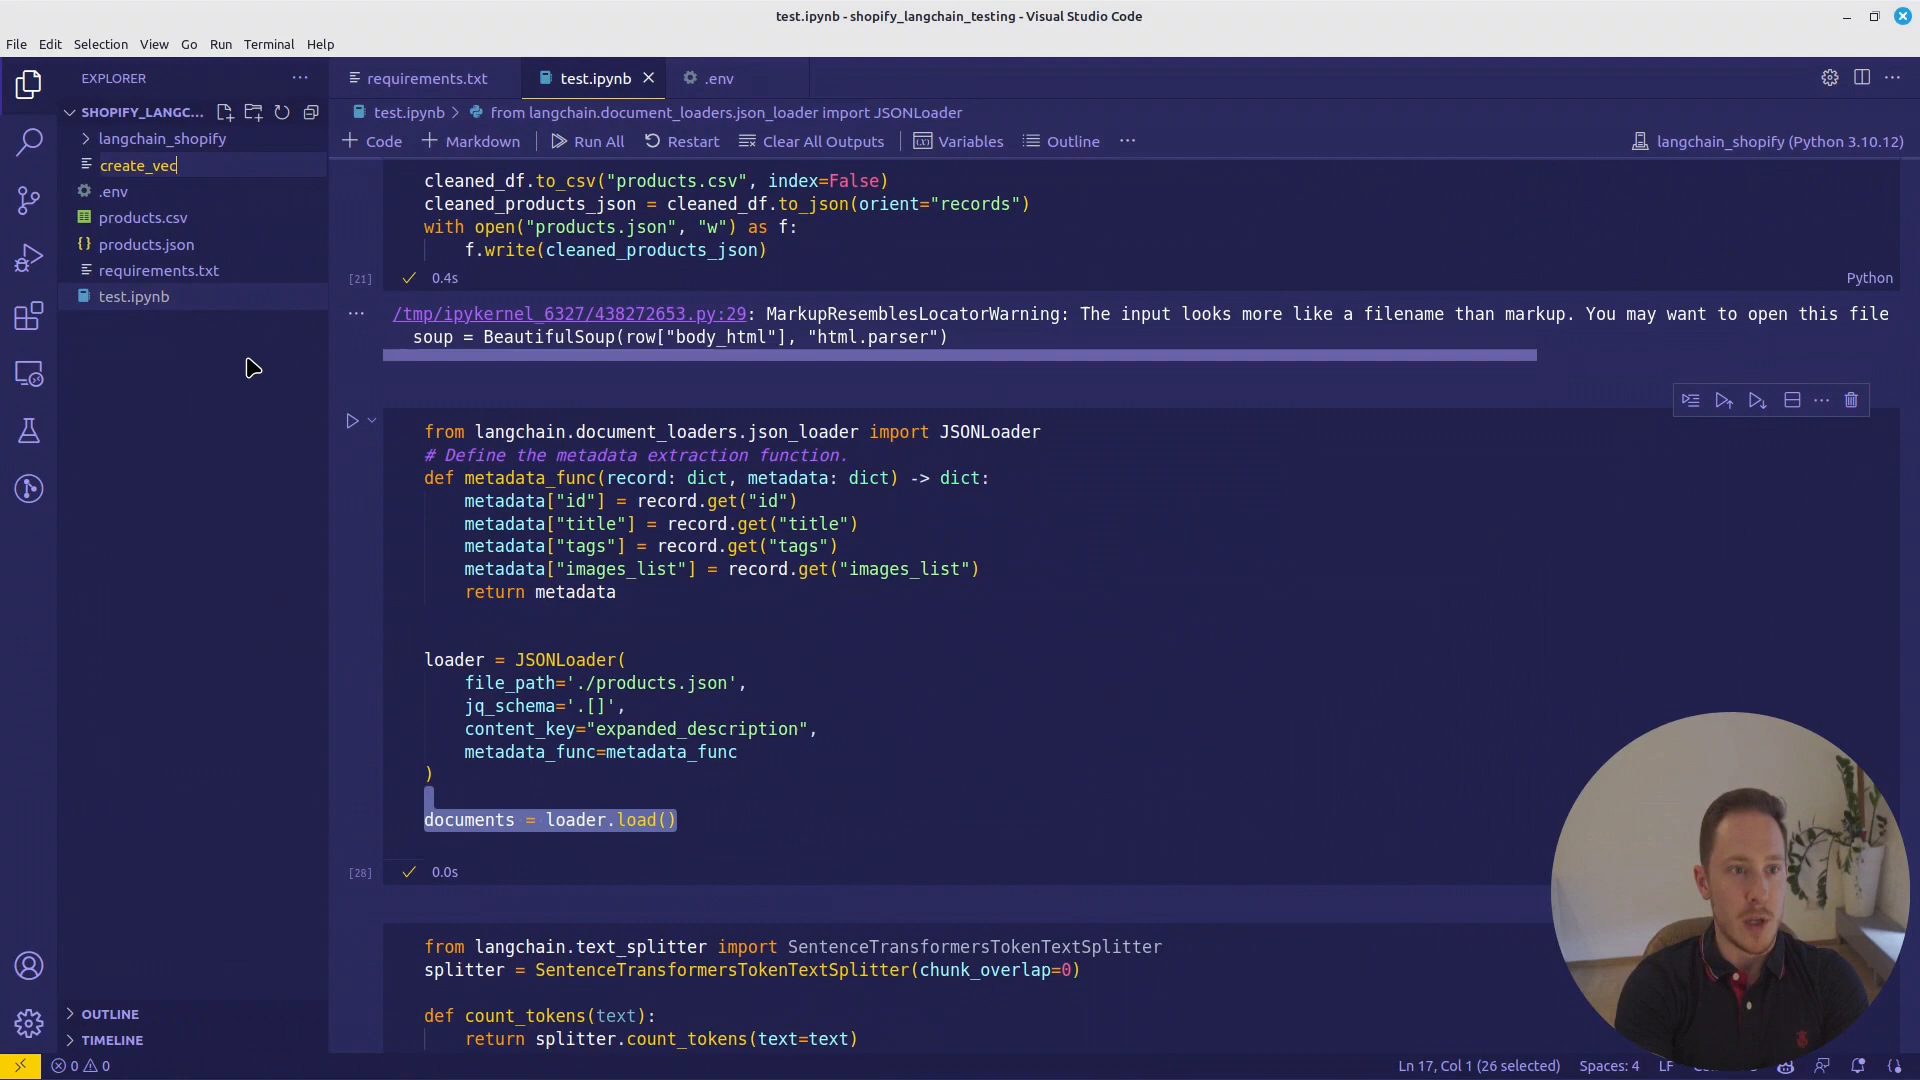 test.ipynb - shopify_langchain_testing - Visual Studio Code
File Edit Selection View Go Run Terminal Help
EXPLORER
SHOPIFY_LANGC...
langchain_shopify
create_vec
.env
products.csv
products.json
requirements.txt
test.ipynb
OUTLINE
TIMELINE
requirements.txt test.ipynb .env
test.ipynb > from langchain.document_loaders.json_loader import JSONLoader
Code Markdown Run All Restart Clear All Outputs Variables Outline langchain_shopify (Python 3.10.12)
cleaned_df.to_csv("products.csv", index=False)
cleaned_products_json = cleaned_df.to_json(orient="records")
with open("products.json", "w") as f:
f.write(cleaned_products_json)
[21] 0.4s Python
/tmp/ipykernel_6327/438272653.py:29: MarkupResemblesLocatorWarning: The input looks more like a filename than markup. You may want to open this file
soup = BeautifulSoup(row["body_html"], "html.parser")
from langchain.document_loaders.json_loader import JSONLoader
# Define the metadata extraction function.
def metadata_func(record: dict, metadata: dict) -> dict:
metadata["id"] = record.get("id")
metadata["title"] = record.get("title")
metadata["tags"] = record.get("tags")
metadata["images_list"] = record.get("images_list")
return metadata
loader = JSONLoader(
file_path='./products.json',
jq_schema='.[]',
content_key="expanded_description",
metadata_func=metadata_func
)
documents = loader.load()
[28] 0.0s
from langchain.text_splitter import SentenceTransformersTokenTextSplitter
splitter = SentenceTransformersTokenTextSplitter(chunk_overlap=0)
def count_tokens(text):
return splitter.count_tokens(text=text)
0 0 Ln 17, Col 1 (26 selected) Spaces: 4 LF